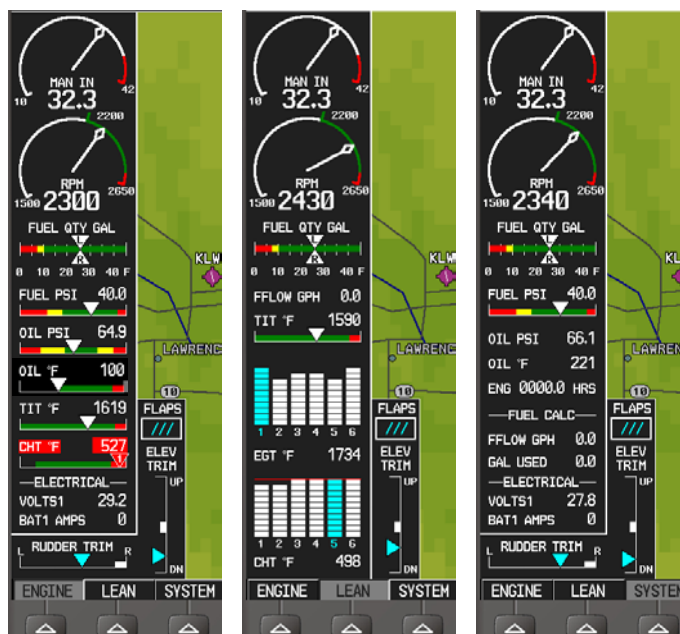 MAN IN
32.3
10
42
2200
RPM
2300
1500
2650
FUEL QTY GAL
L
R
0 10 20 30 40 F
FUEL PSI 40.0
OIL PSI 64.9
OIL °F 100
TIT °F 1619
CHT °F 527
1
ELECTRICAL
VOLTS1 29.2
BAT1 AMPS 0
L RUDDER TRIM R
KLW
LAWRENC
10
FLAPS
ELEV
TRIM
UP
DN
ENGINE LEAN SYSTEM
MAN IN
32.3
10
42
2200
RPM
2430
1500
2650
FUEL QTY GAL
L
R
0 10 20 30 40 F
FFLOW GPH 0.0
TIT °F 1590
1 2 3 4 5 6
EGT °F 1734
1 2 3 4 5 6
CHT °F 498
KLW
LAWRENC
10
FLAPS
ELEV
TRIM
UP
DN
ENGINE LEAN SYSTEM
MAN IN
32.3
10
42
2200
RPM
2340
1500
2650
FUEL QTY GAL
L
R
0 10 20 30 40 F
FUEL PSI 40.0
OIL PSI 66.1
OIL °F 221
ENG 0000.0 HRS
FUEL CALC
FFLOW GPH 0.0
GAL USED 0.0
ELECTRICAL
VOLTS1 27.8
BAT1 AMPS 0
L RUDDER TRIM R
KL
LAWREN
10
FLAPS
ELEV
TRIM
UP
DN
ENGINE LEAN SYSTEM